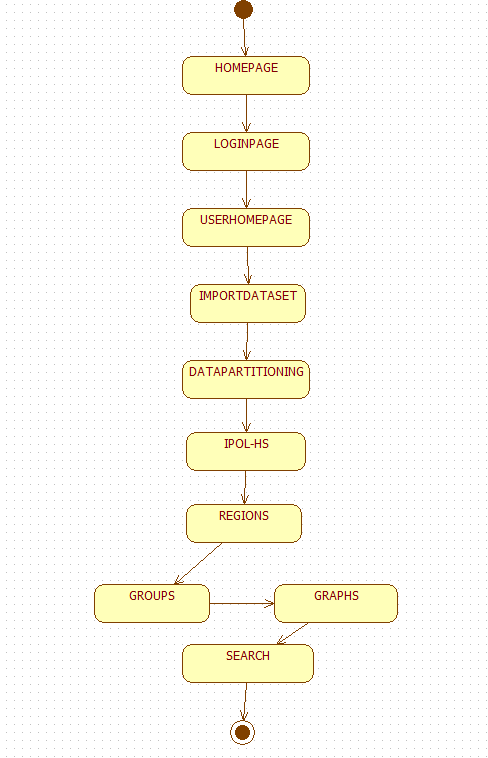 HOMEPAGE
LOGINPAGE
USERHOMEPAGE
IMPORTDATASET
DATAPARTITIONING
IPOL-HS
REGIONS
GROUPS
GRAPHS
SEARCH